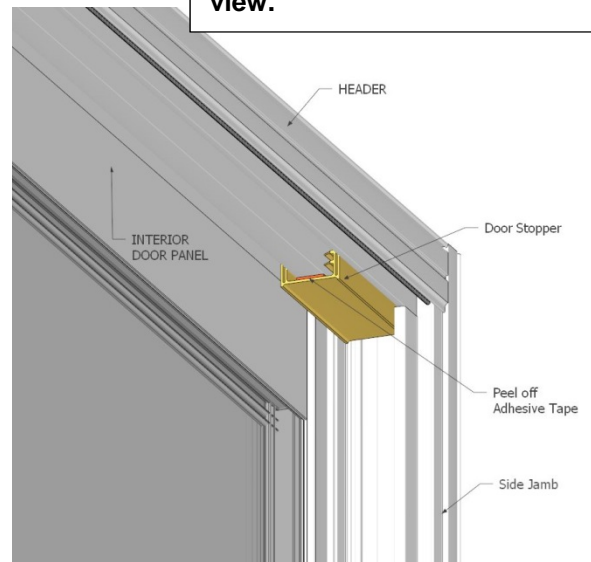 view.
HEADER
INTERIOR
DOOR PANEL
Door Stopper
Peel off
Adhesive Tape
Side Jamb